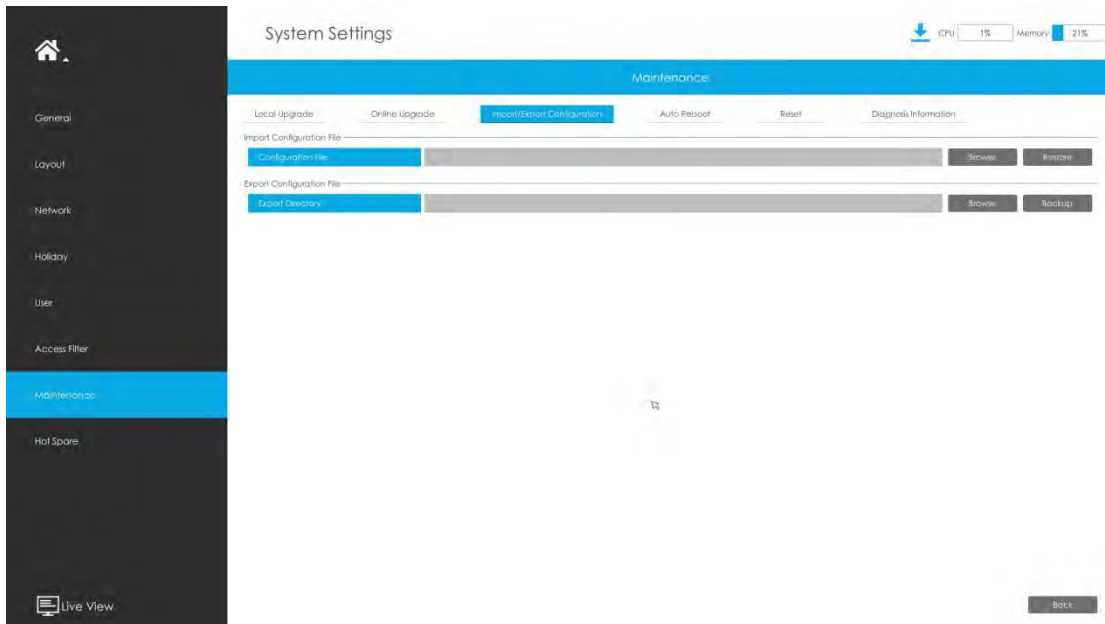 System Settings
CPU 1% Memory 21%
Maintenance
General
Layout
Network
Holiday
User
Access Filter
Maintenance
Hot Spare
Live View
Local Upgrade Online Upgrade Import/Export Configuration Auto Reboot Reset Diagnosis Information
Import Configuration File
Configuration File Browse Restore
Export Configuration File
Export Directory Browse Backup
Back